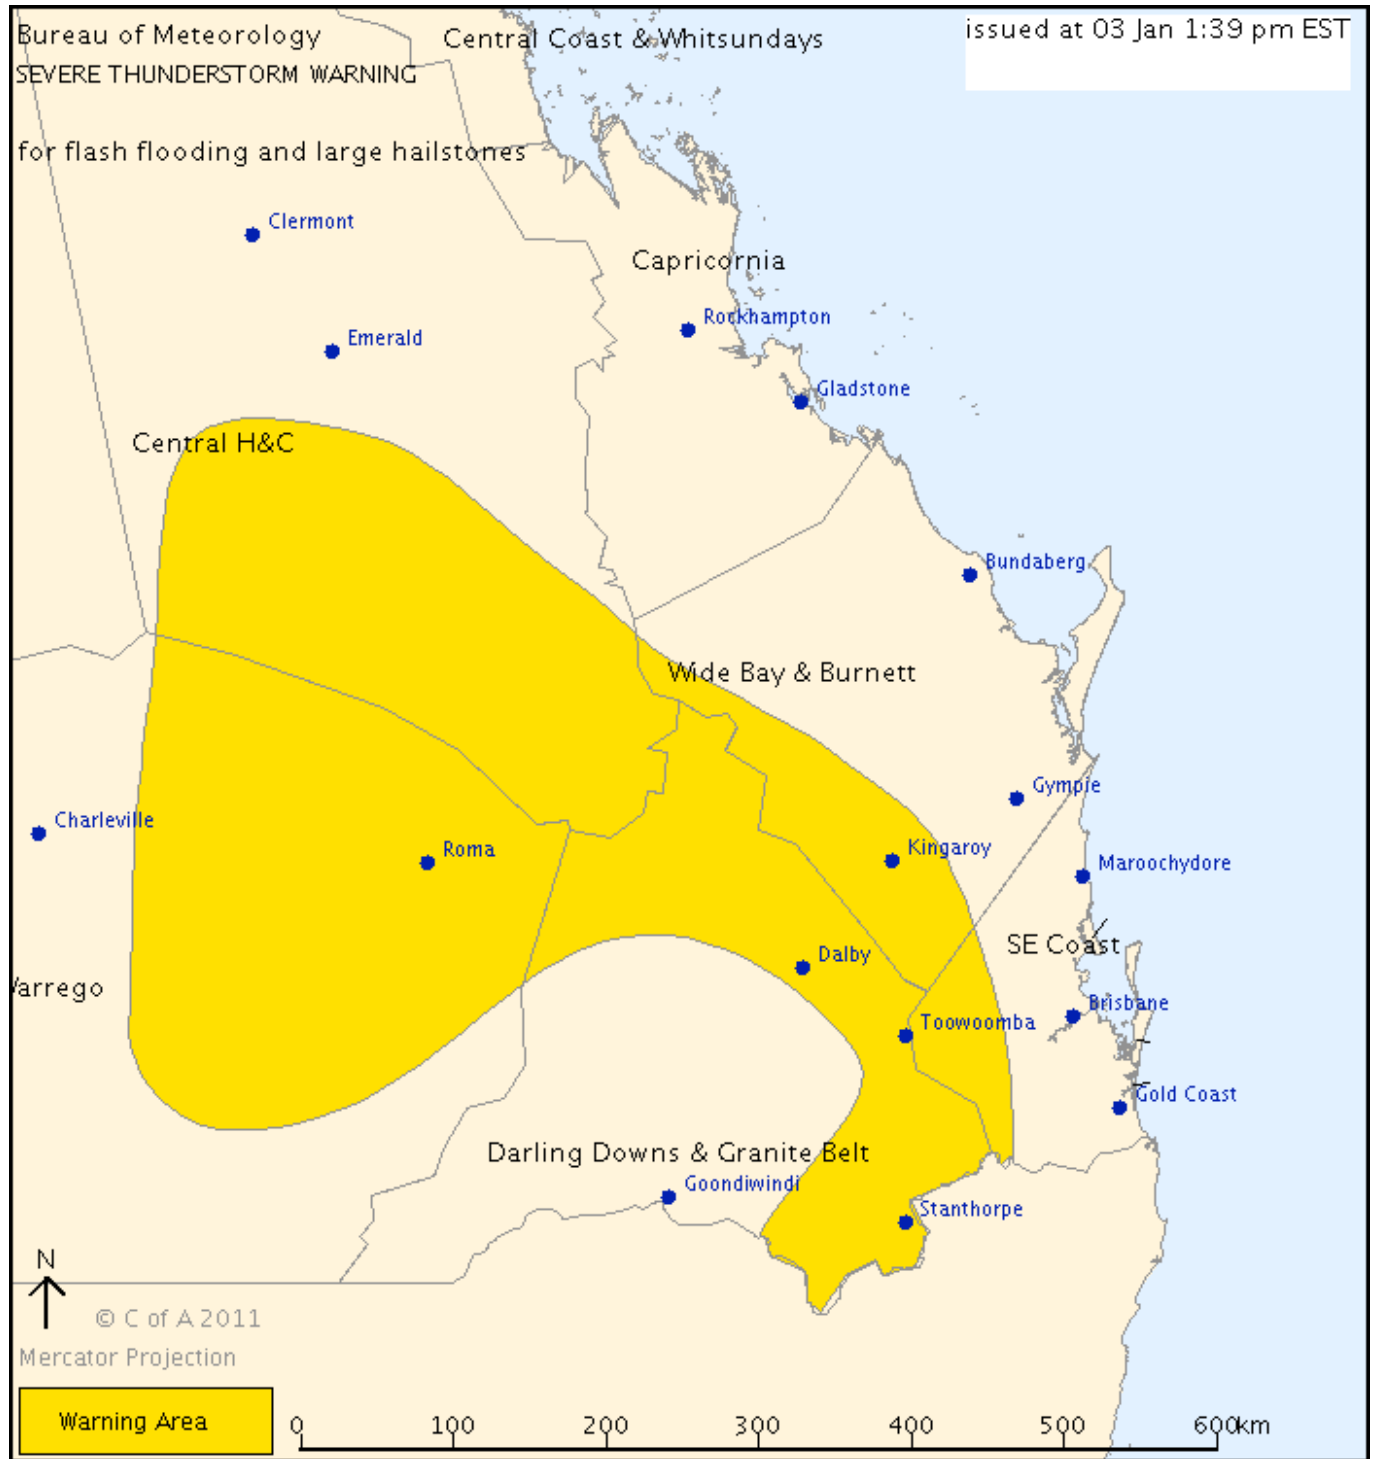 Bureau of Meteorology
Central Coast & Whitsundays
issued at 03 Jan 1:39 pm EST
SEVERE THUNDERSTORM WARNING
for flash flooding and large hailstones
Clermont
Capricornia
Rockhampton
Emerald
Gladstone
Central H&C
Bundaberg
Wide Bay & Burnett
Gympie
Charleville
Roma
Kingaroy
Maroochydore
SE Coast
Dalby
Warrego
Brisbane
Toowoomba
Gold Coast
Darling Downs & Granite Belt
Goondiwindi
Stanthorpe
N
© C of A 2011
Mercator Projection
Warning Area
0 100 200 300 400 500 600km